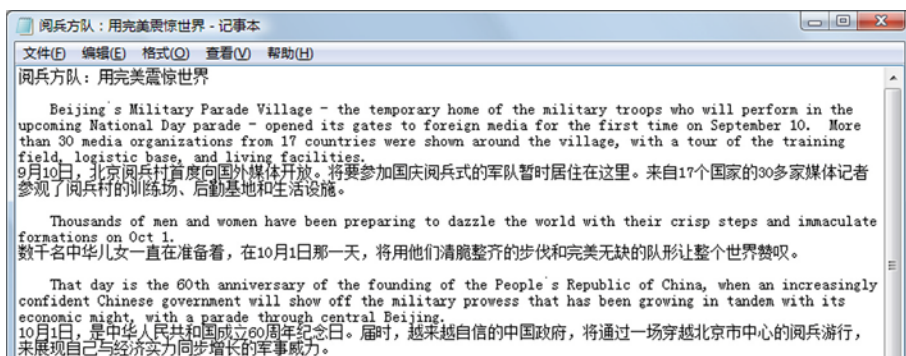 阅兵方队：用完美震惊世界 - 记事本
文件(F) 编辑(E) 格式(O) 查看(V) 帮助(H)
阅兵方队：用完美震惊世界
Beijing's Military Parade Village - the temporary home of the military troops who will perform in the
upcoming National Day parade - opened its gates to foreign media for the first time on September 10. More
than 30 media organizations from 17 countries were shown around the village, with a tour of the training
field, logistic base, and living facilities.
9月10日，北京阅兵村首度向国外媒体开放。将要参加国庆阅兵式的军队暂时居住在这里。来自17个国家的30多家媒体记者
参观了阅兵村的训练场、后勤基地和生活设施。
Thousands of men and women have been preparing to dazzle the world with their crisp steps and immaculate
formations on Oct 1.
数千名中华儿女一直在准备着，在10月1日那一天，将用他们清脆整齐的步伐和完美无缺的队形让整个世界赞叹。
That day is the 60th anniversary of the founding of the People's Republic of China, when an increasingly
confident Chinese government will show off the military prowess that has been growing in tandem with its
economic might, with a parade through central Beijing.
10月1日，是中华人民共和国成立60周年纪念日。届时，越来越自信的中国政府，将通过一场穿越北京市中心的阅兵游行，
来展现自己与经济实力同步增长的军事威力。